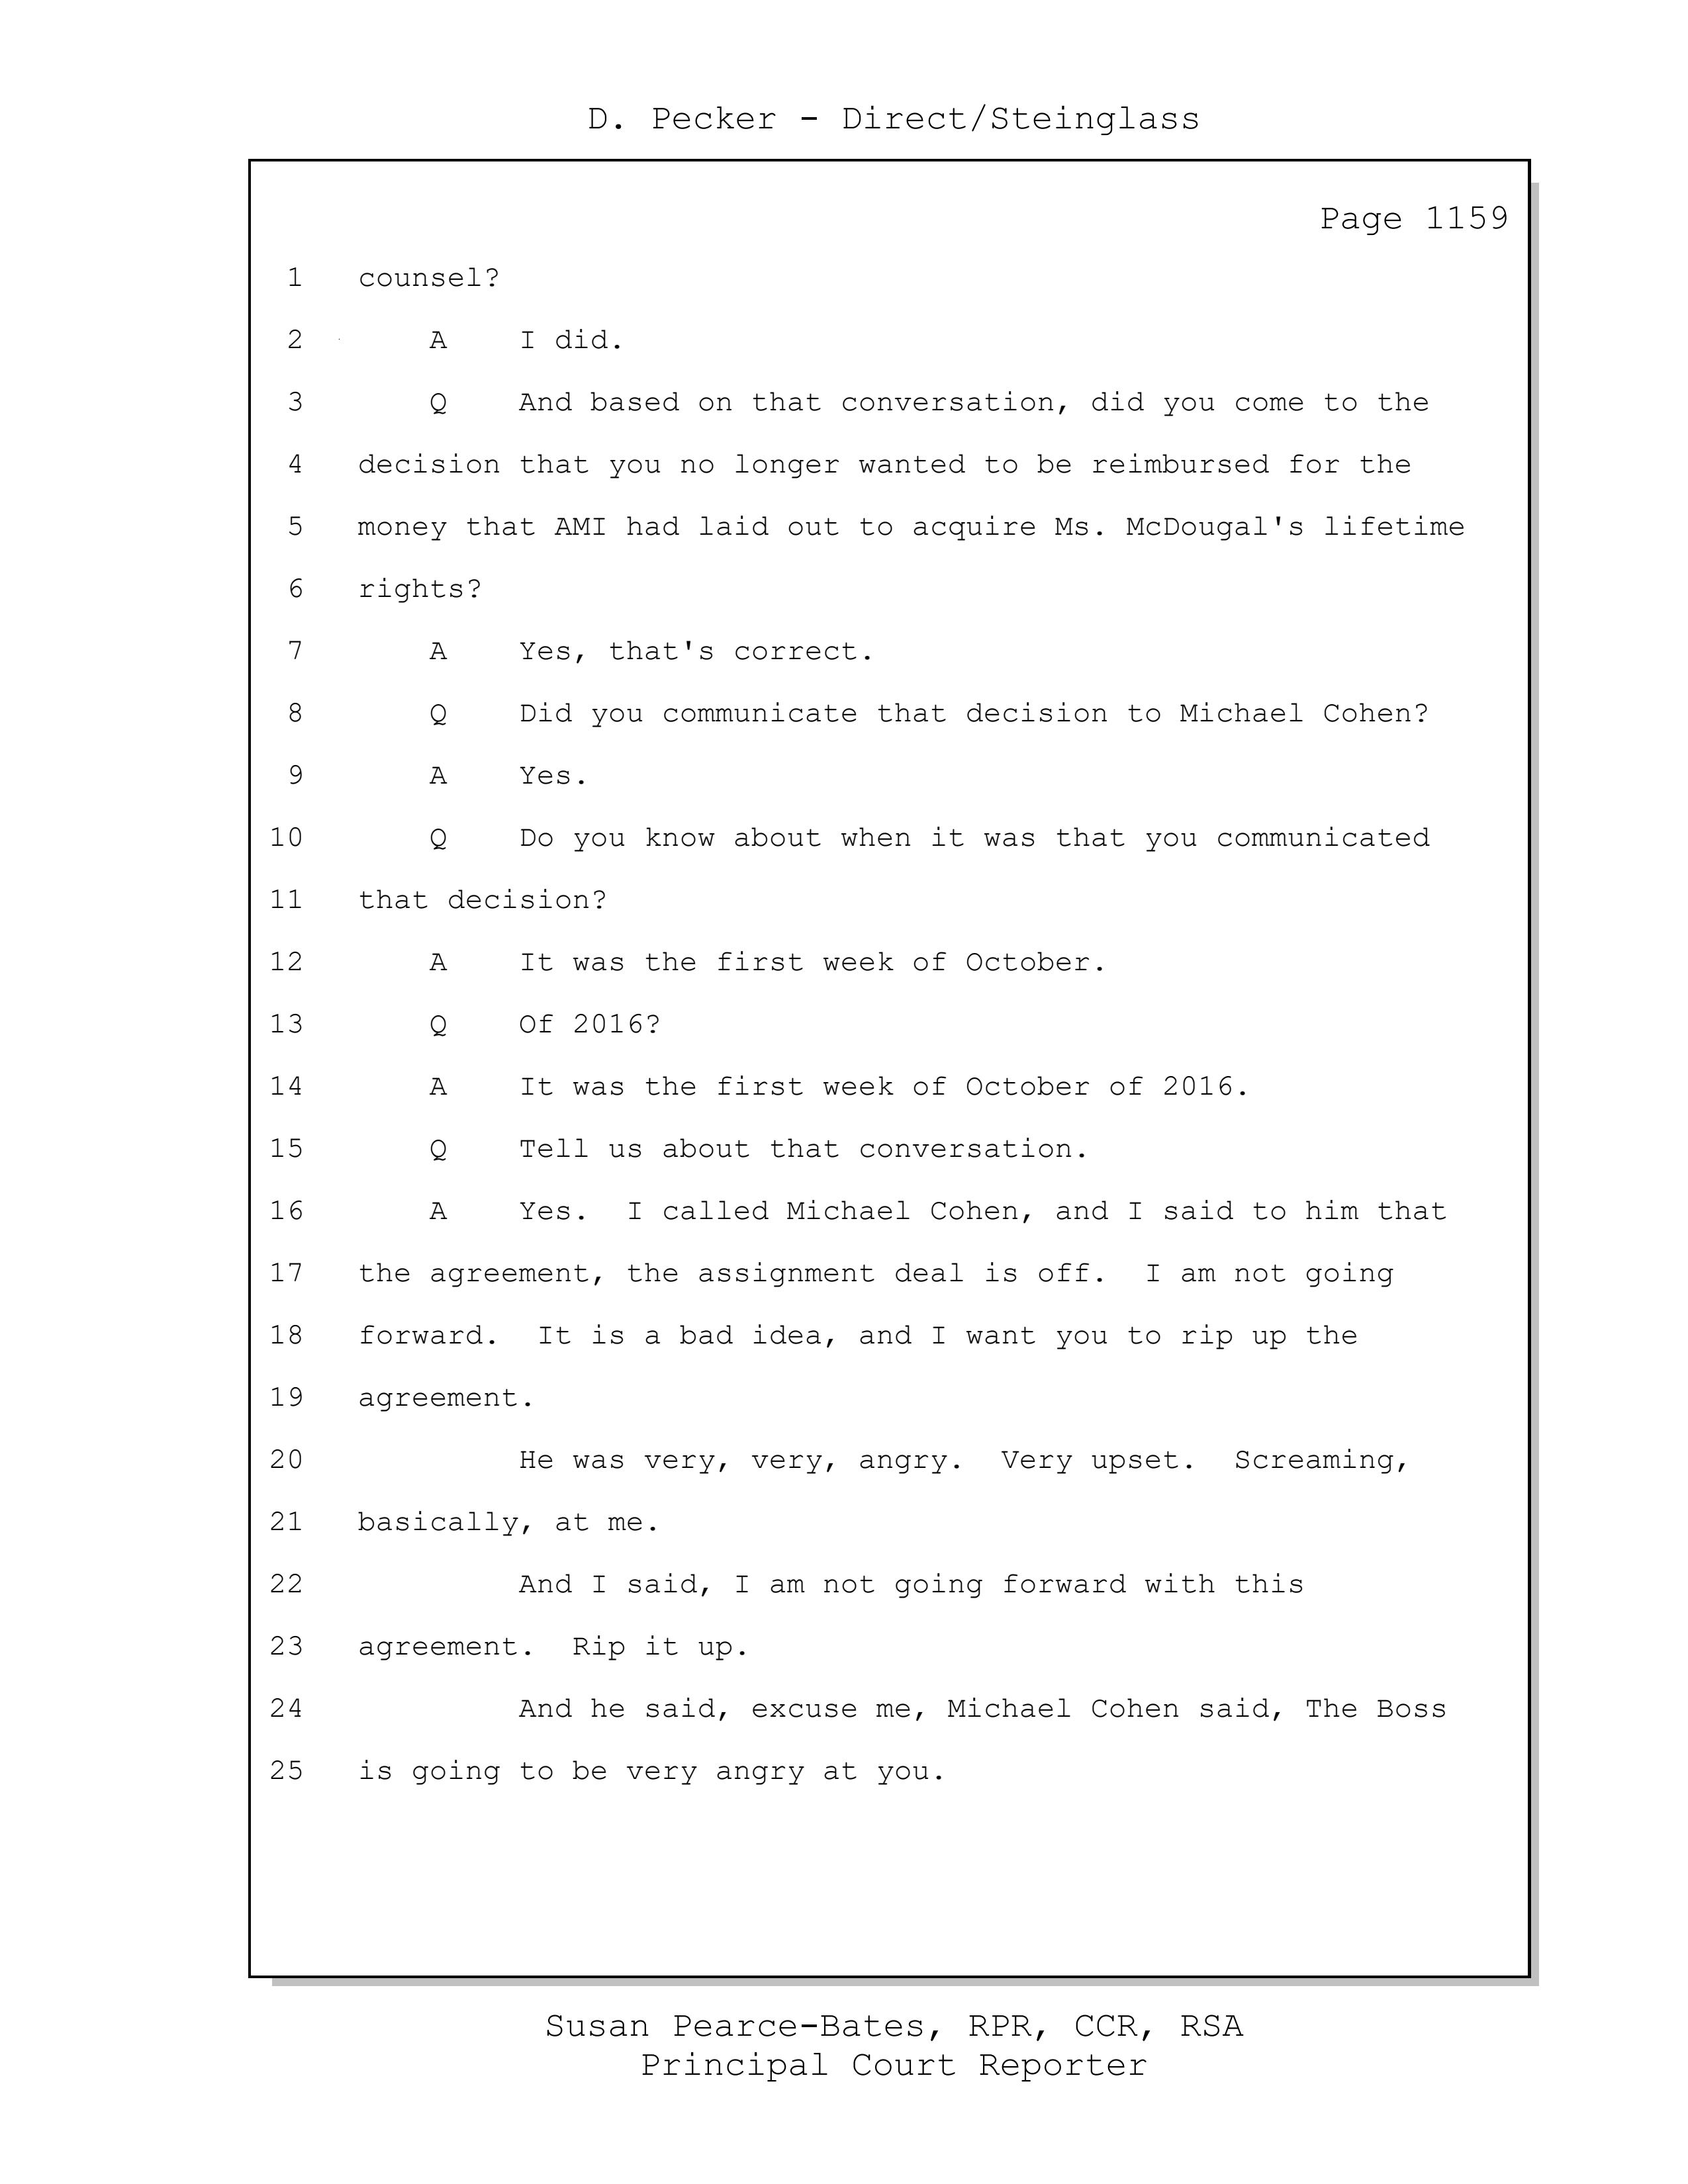 D. Pecker - Direct/Steinglass
Page 1159
1 counsel?
2 A I did.
3 Q And based on that conversation, did you come to the
4 decision that you no longer wanted to be reimbursed for the
5 money that AMI had laid out to acquire Ms. McDougal's lifetime
6 rights?
7 A Yes, that's correct.
8 Q Did you communicate that decision to Michael Cohen?
9 A Yes.
10 Q Do you know about when it was that you communicated
11 that decision?
12 A It was the first week of October.
13 Q Of 2016?
14 A It was the first week of October of 2016.
15 Q Tell us about that conversation.
16 A Yes. I called Michael Cohen, and I said to him that
17 the agreement, the assignment deal is off. I am not going
18 forward. It is a bad idea, and I want you to rip up the
19 agreement.
20 He was very, very, angry. Very upset. Screaming,
21 basically, at me.
22 And I said, I am not going forward with this
23 agreement. Rip it up.
24 And he said, excuse me, Michael Cohen said, The Boss
25 is going to be very angry at you.
Susan Pearce-Bates, RPR, CCR, RSA
Principal Court Reporter